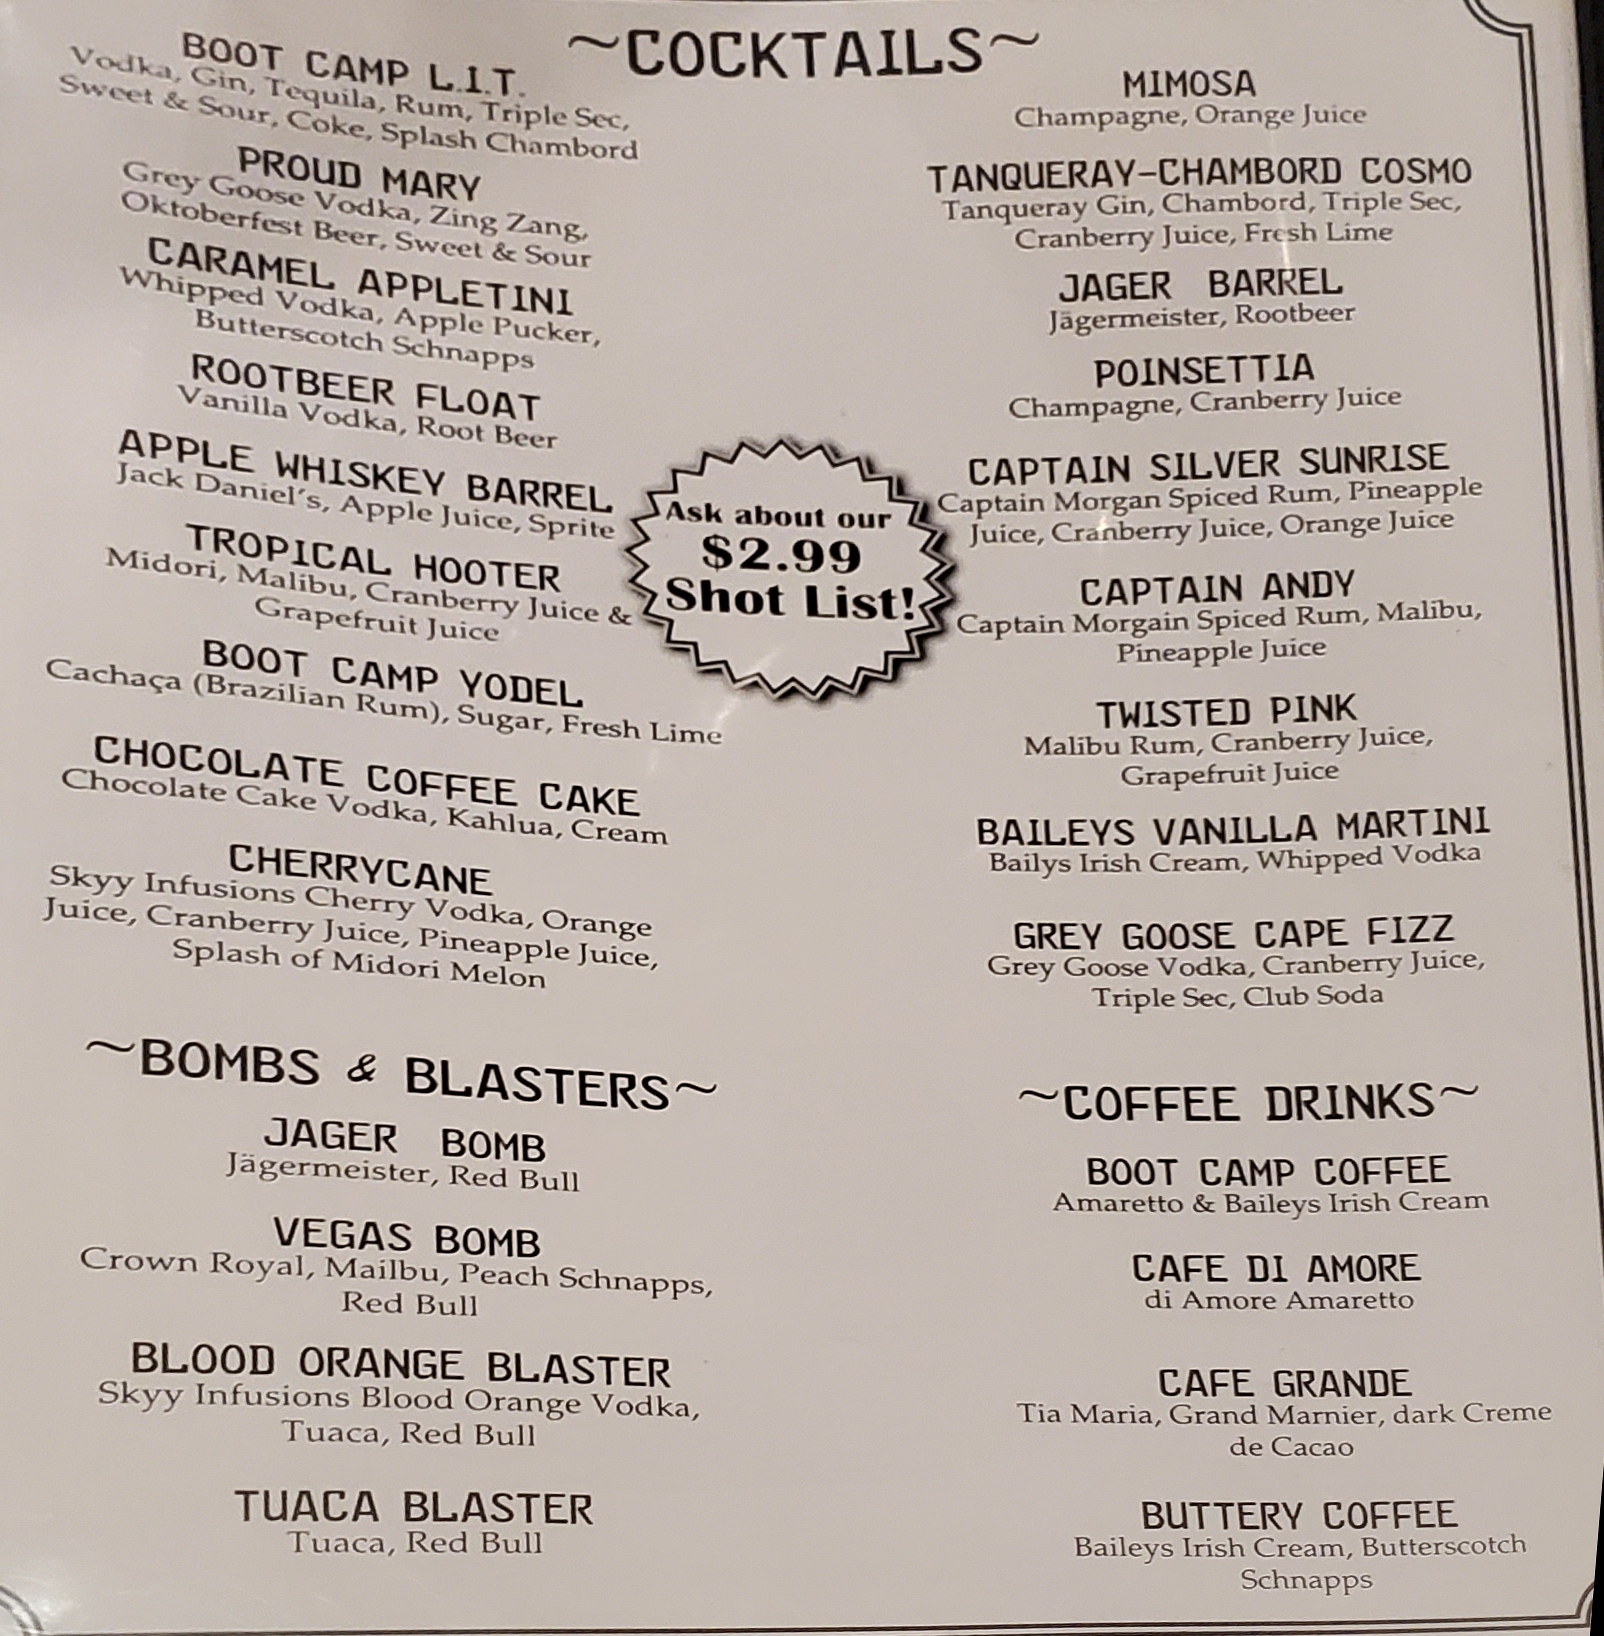 ~COCKTAILS~
BOOT CAMP L.I.T.
Vodka, Gin, Tequila, Rum, Triple Sec,
Sweet & Sour, Coke, Splash Chambord
PROUD MARY
Grey Goose Vodka, Zing Zang,
Oktoberfest Beer, Sweet & Sour
CARAMEL APPLETINI
Whipped Vodka, Apple Pucker,
Butterscotch Schnapps
ROOTBEER FLOAT
Vanilla Vodka, Root Beer
APPLE WHISKEY BARREL
Jack Daniel's, Apple Juice, Sprite
TROPICAL HOOTER
Midori, Malibu, Cranberry Juice &
Grapefruit Juice
BOOT CAMP YODEL
Cachaça (Brazilian Rum), Sugar, Fresh Lime
CHOCOLATE COFFEE CAKE
Chocolate Cake Vodka, Kahlua, Cream
CHERRYCANE
Skyy Infusions Cherry Vodka, Orange
Juice, Cranberry Juice, Pineapple Juice,
Splash of Midori Melon
Ask about our
$2.99
Shot List!
MIMOSA
Champagne, Orange Juice
TANQUERAY-CHAMBORD COSMO
Tanqueray Gin, Chambord, Triple Sec,
Cranberry Juice, Fresh Lime
JAGER BARREL
Jägermeister, Rootbeer
POINSETTIA
Champagne, Cranberry Juice
CAPTAIN SILVER SUNRISE
Captain Morgan Spiced Rum, Pineapple
Juice, Cranberry Juice, Orange Juice
CAPTAIN ANDY
Captain Morgain Spiced Rum, Malibu,
Pineapple Juice
TWISTED PINK
Malibu Rum, Cranberry Juice,
Grapefruit Juice
BAILEYS VANILLA MARTINI
Bailys Irish Cream, Whipped Vodka
GREY GOOSE CAPE FIZZ
Grey Goose Vodka, Cranberry Juice,
Triple Sec, Club Soda
~BOMBS & BLASTERS~
JAGER BOMB
Jägermeister, Red Bull
VEGAS BOMB
Crown Royal, Mailbu, Peach Schnapps,
Red Bull
BLOOD ORANGE BLASTER
Skyy Infusions Blood Orange Vodka,
Tuaca, Red Bull
TUACA BLASTER
Tuaca, Red Bull
~COFFEE DRINKS~
BOOT CAMP COFFEE
Amaretto & Baileys Irish Cream
CAFE DI AMORE
di Amore Amaretto
CAFE GRANDE
Tia Maria, Grand Marnier, dark Creme
de Cacao
BUTTERY COFFEE
Baileys Irish Cream, Butterscotch
Schnapps